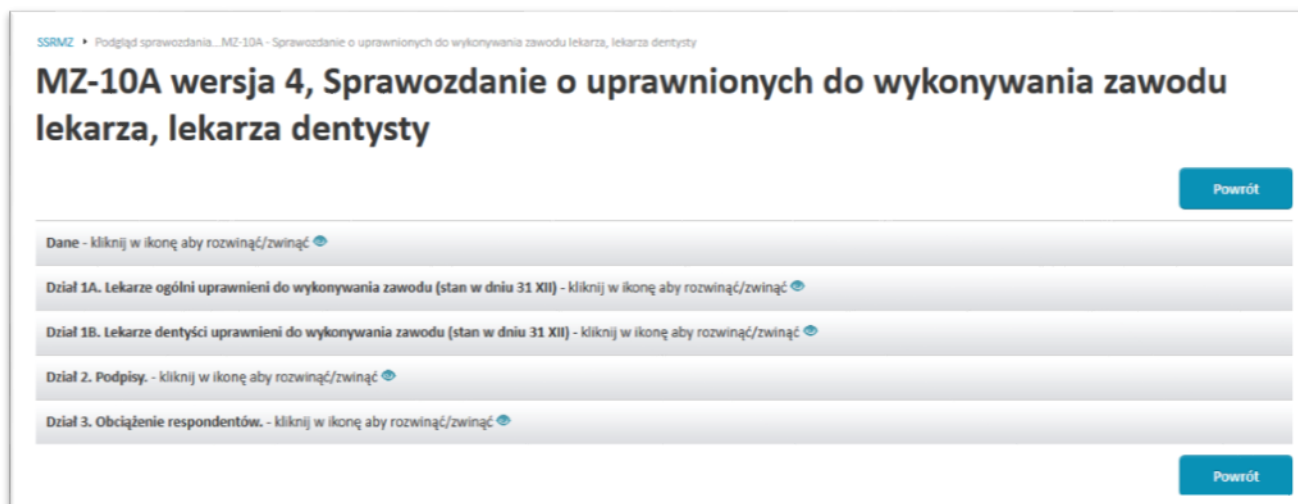 SSRMZ ‣ Podgląd sprawozdania...MZ-10A - Sprawozdanie o uprawnionych do wykonywania zawodu lekarza, lekarza dentysty
MZ-10A wersja 4, Sprawozdanie o uprawnionych do wykonywania zawodu
lekarza, lekarza dentysty
Powrót
Dane - kliknij w ikonę aby rozwinąć/zwinąć
Dział 1A. Lekarze ogólni uprawnieni do wykonywania zawodu (stan w dniu 31 XII) - kliknij w ikonę aby rozwinąć/zwinąć
Dział 1B. Lekarze dentyści uprawnieni do wykonywania zawodu (stan w dniu 31 XII) - kliknij w ikonę aby rozwinąć/zwinąć
Dział 2. Podpisy. - kliknij w ikonę aby rozwinąć/zwinąć
Dział 3. Obciążenie respondentów. - kliknij w ikonę aby rozwinąć/zwinąć
Powrót